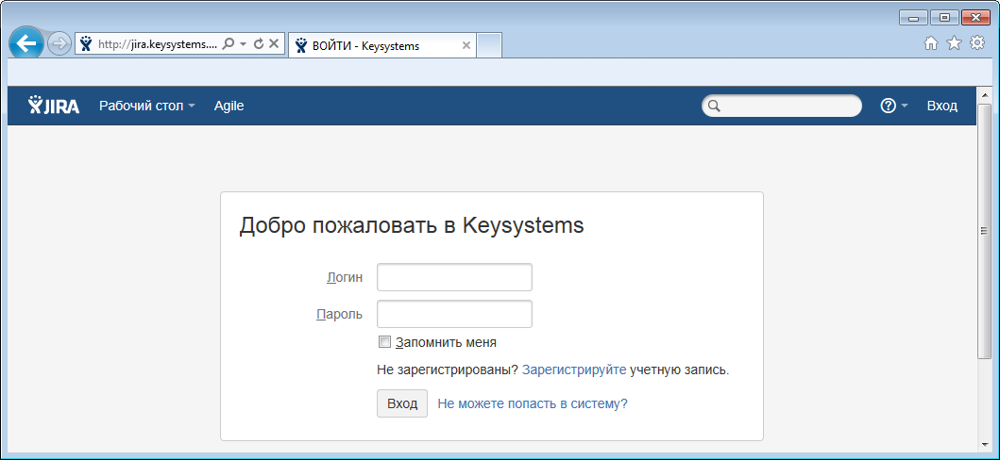 http://jira.keysystems....
ВОЙТИ - Keysystems
JIRA Рабочий стол Agile Вход
Добро пожаловать в Keysystems
Логин
Пароль
Запомнить меня
Не зарегистрированы? Зарегистрируйте учетную запись.
Вход Не можете попасть в систему?